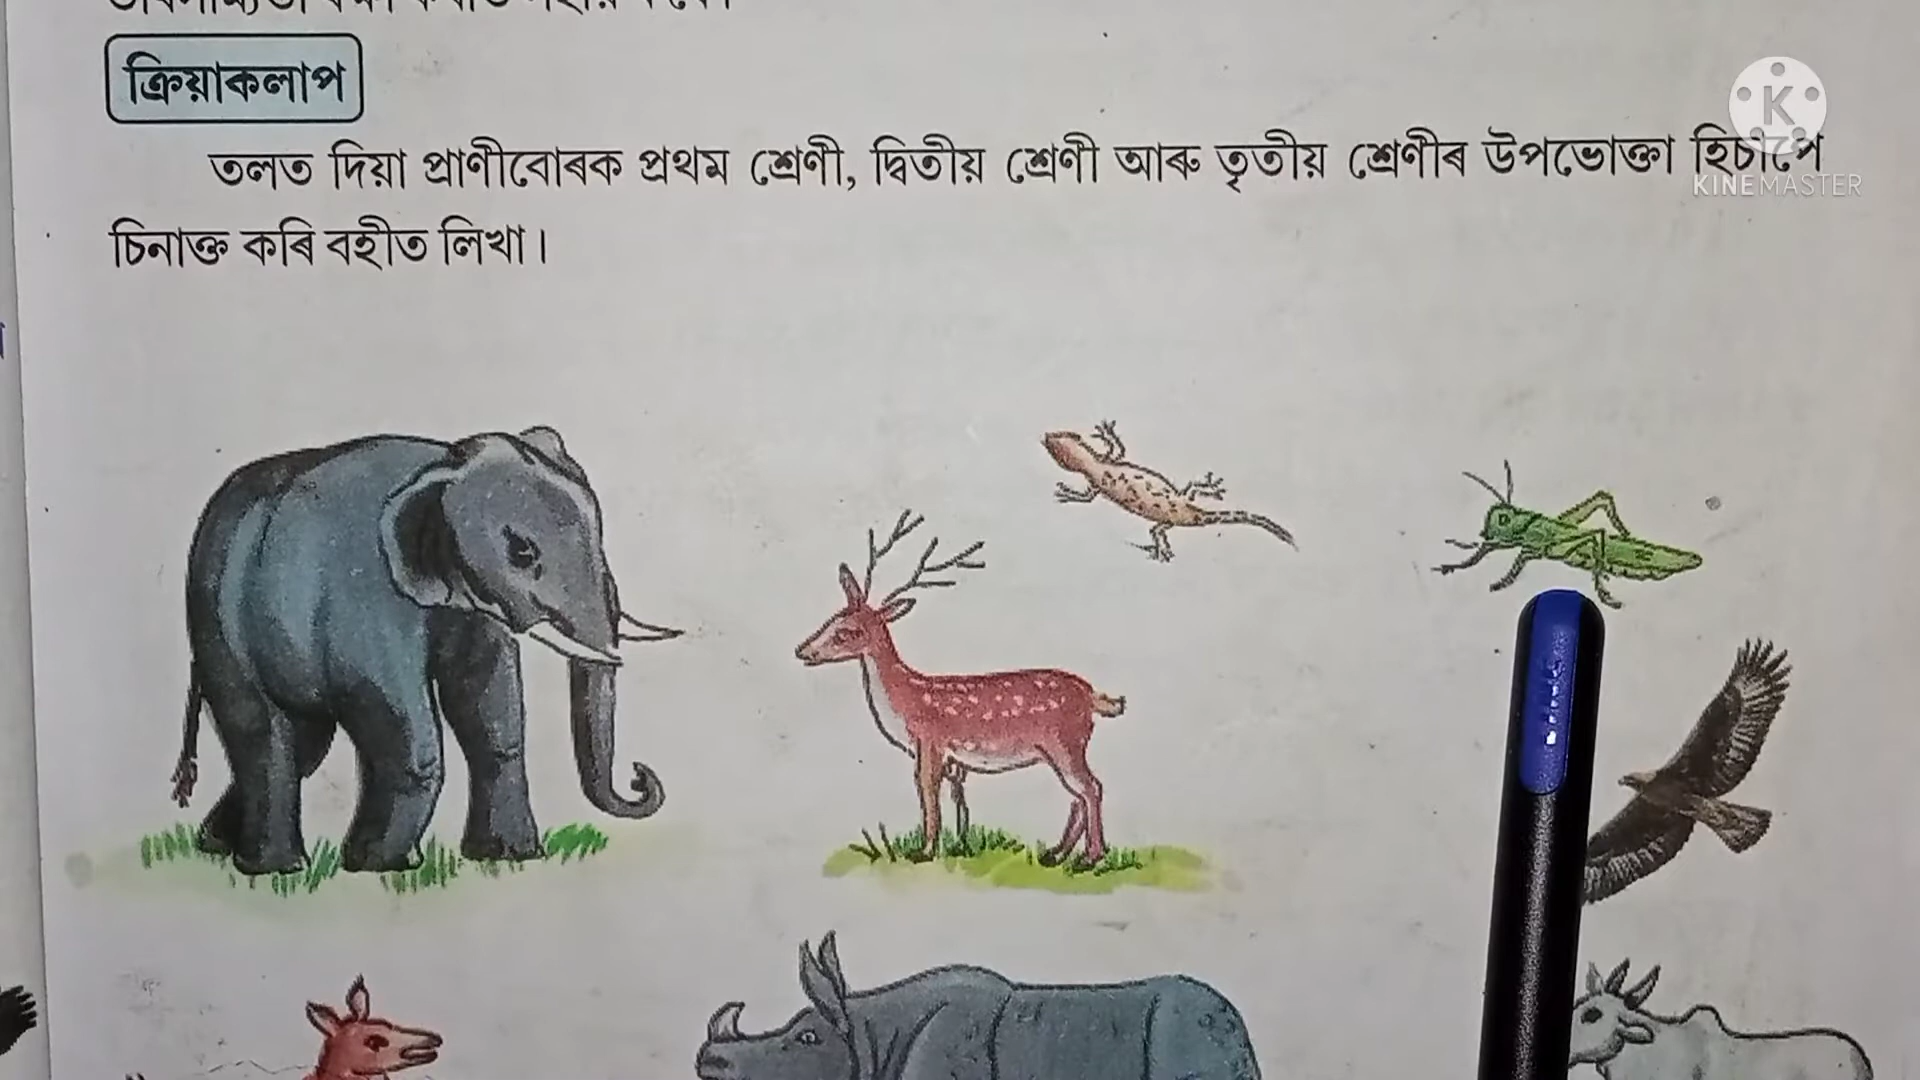 ক্ৰিয়াকলাপ
তলত দিয়া প্ৰাণীবোৰক প্ৰথম শ্ৰেণী, দ্বিতীয় শ্ৰেণী আৰু তৃতীয় শ্ৰেণীৰ উপভোক্তা হিচাপে
চিনাক্ত কৰি বহীত লিখা।
K
KINEMASTER